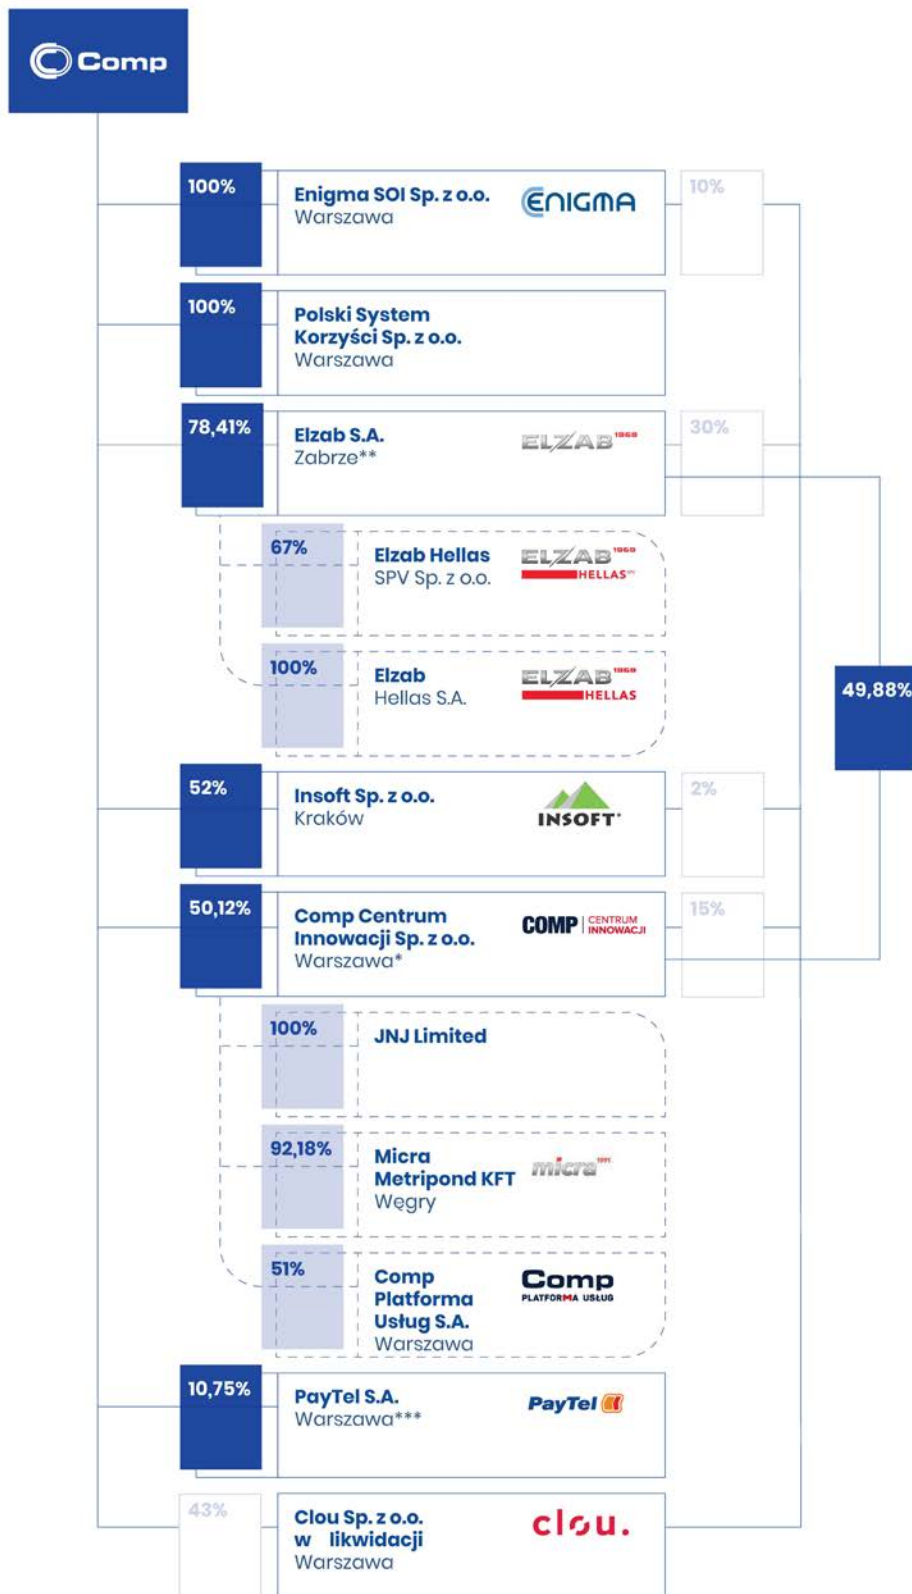 Comp
100%
Enigma SOI Sp. z o.o.
Warszawa
ENIGMA
10%
100%
Polski System
Korzyści Sp. z o.o.
Warszawa
78,41%
Elzab S.A.
Zabrze**
ELZAB 1969
30%
67%
Elzab Hellas
SPV Sp. z o.o.
ELZAB 1969
HELLAS
100%
Elzab
Hellas S.A.
ELZAB 1969
HELLAS
49,88%
52%
Insoft Sp. z o.o.
Kraków
INSOFT
2%
50,12%
Comp Centrum
Innowacji Sp. z o.o.
Warszawa*
COMP CENTRUM
INNOWACJI
15%
100%
JNJ Limited
92,18%
Micra
Metripond KFT
Węgry
micra
51%
Comp
Platforma
Usług S.A.
Warszawa
Comp
PLATFORMA USŁUG
10,75%
PayTel S.A.
Warszawa***
PayTel
43%
Clou Sp. z o.o.
w likwidacji
Warszawa
clou.